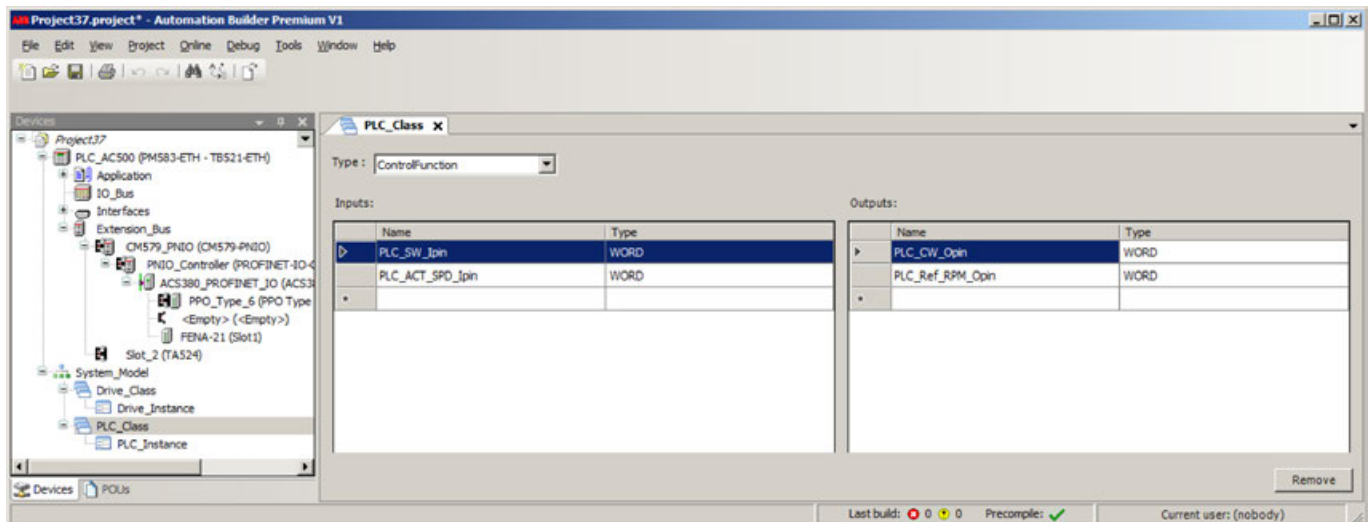 ABB Project37.project* - Automation Builder Premium V1
File Edit View Project Online Debug Tools Window Help
Devices
Project37
PLC_AC500 (PM583-ETH - TB521-ETH)
Application
IO_Bus
Interfaces
Extension_Bus
CM579_PNIO (CM579-PNIO)
PNIO_Controller (PROFINET-IO-C
ACS380_PROFINET_IO (ACS3
PPO_Type_6 (PPO Type
<Empty> (<Empty>)
FENA-21 (Slot1)
Slot_2 (TA524)
System_Model
Drive_Class
Drive_Instance
PLC_Class
PLC_Instance
Devices POUs
PLC_Class X
Type : ControlFunction
Inputs:
Name Type
PLC_SW_Ipin WORD
PLC_ACT_SPD_Ipin WORD
*
Outputs:
Name Type
PLC_CW_Opin WORD
PLC_Ref_RPM_Opin WORD
*
Remove
Last build: 0 0 Precompile: Current user: (nobody)